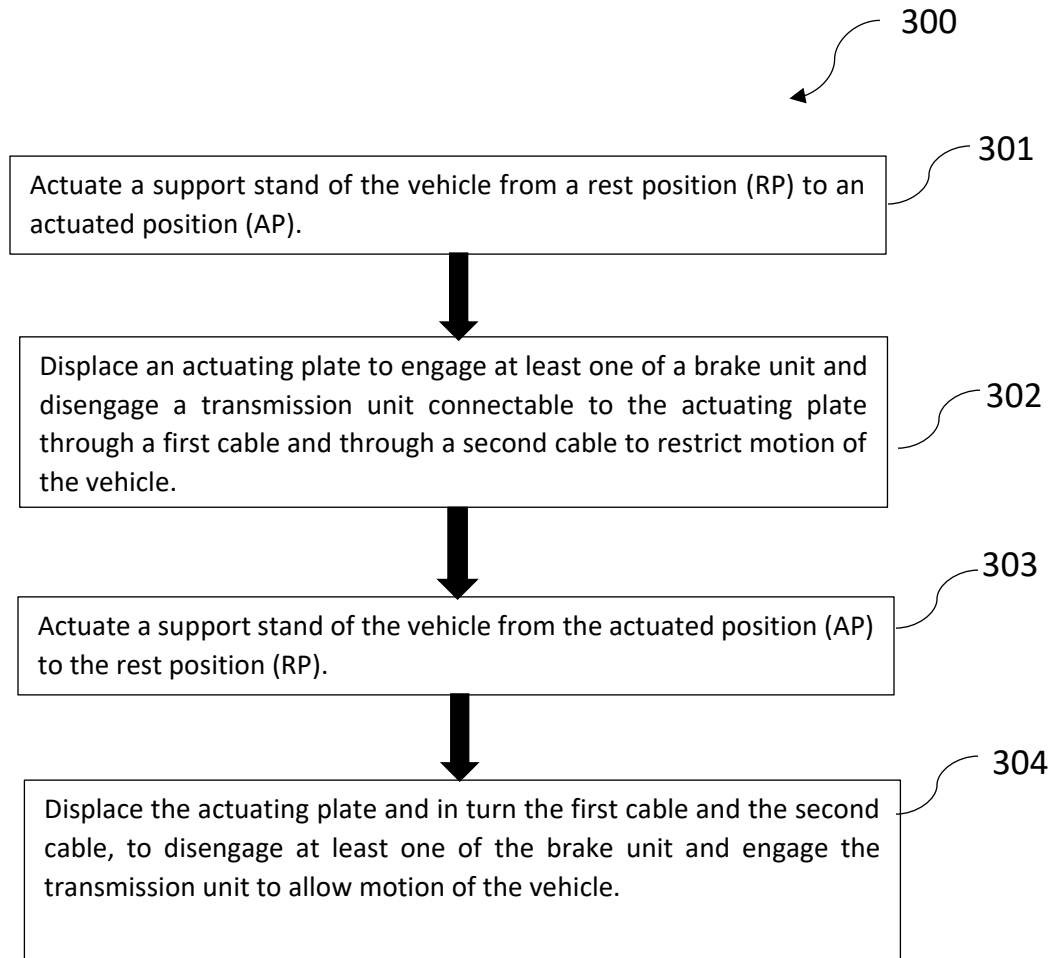 300
301
Actuate a support stand of the vehicle from a rest position (RP) to an
actuated position (AP).
302
Displace an actuating plate to engage at least one of a brake unit and
disengage a transmission unit connectable to the actuating plate
through a first cable and through a second cable to restrict motion of
the vehicle.
303
Actuate a support stand of the vehicle from the actuated position (AP)
to the rest position (RP).
304
Displace the actuating plate and in turn the first cable and the second
cable, to disengage at least one of the brake unit and engage the
transmission unit to allow motion of the vehicle.